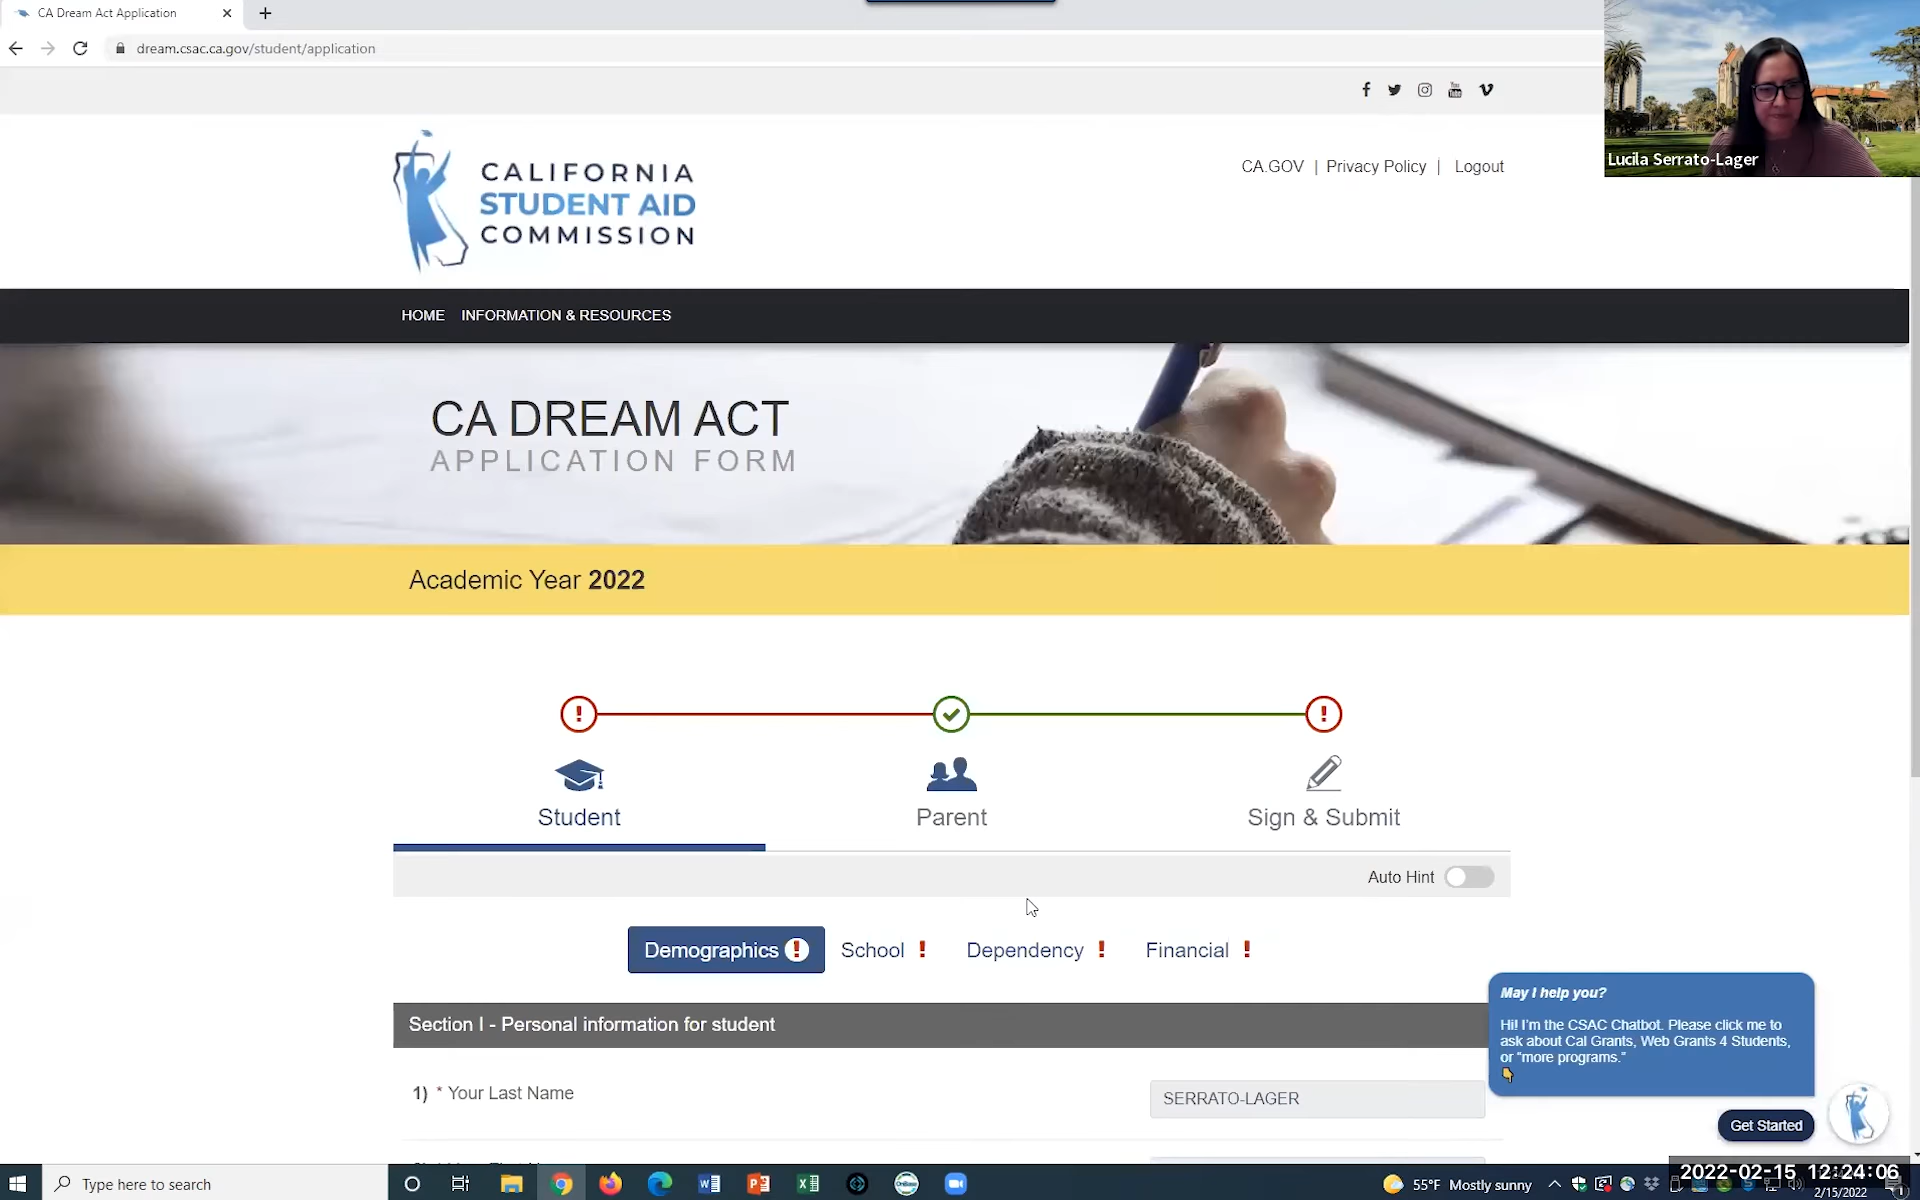 CA Dream Act Application
dream.csac.ca.gov/student/application
Lucila Serrato-Lager
CA.GOV | Privacy Policy | Logout
CALIFORNIA
STUDENT AID
COMMISSION
HOME INFORMATION & RESOURCES
CA DREAM ACT
APPLICATION FORM
Academic Year 2022
Student
Parent
Sign & Submit
Auto Hint
Demographics !
School !
Dependency !
Financial !
Section I - Personal information for student
1) * Your Last Name
SERRATO-LAGER
May I help you?
Hi! I'm the CSAC Chatbot. Please click me to
ask about Cal Grants, Web Grants 4 Students,
or "more programs."
Get Started
Type here to search
55°F Mostly sunny
2022-02-15 12:24:06
2/15/2022